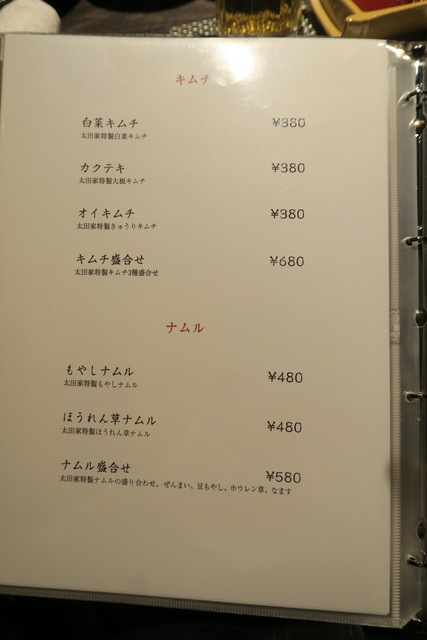 キムチ
白菜キムチ ¥380
太田家特製白菜キムチ
カクテキ ¥380
太田家特製大根キムチ
オイキムチ ¥380
太田家特製きゅうりキムチ
キムチ盛合せ ¥680
太田家特製キムチ3種盛合せ
ナムル
もやしナムル ¥480
太田家特製もやしナムル
ほうれん草ナムル ¥480
太田家特製ほうれん草ナムル
ナムル盛合せ ¥580
太田家特製ナムルの盛り合わせ。ぜんまい、豆もやし、ホウレン草、なます